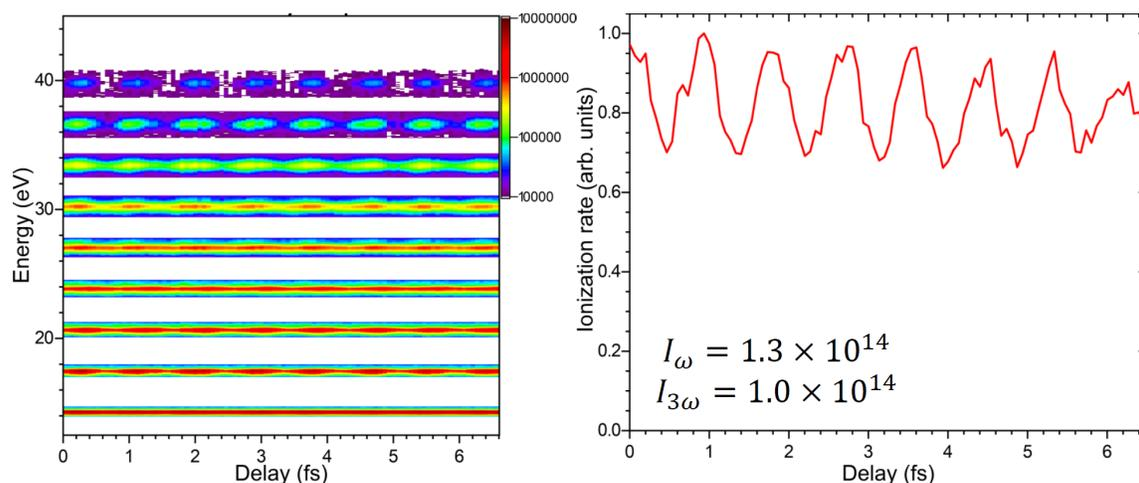 10000000
1000000
100000
10000
40
30
20
Energy (eV)
0 1 2 3 4 5 6
Delay (fs)
1.0
0.8
0.6
0.4
0.2
0.0
Ionization rate (arb. units)
I_ω = 1.3 × 10^14
I_3ω = 1.0 × 10^14
0 1 2 3 4 5 6
Delay (fs)